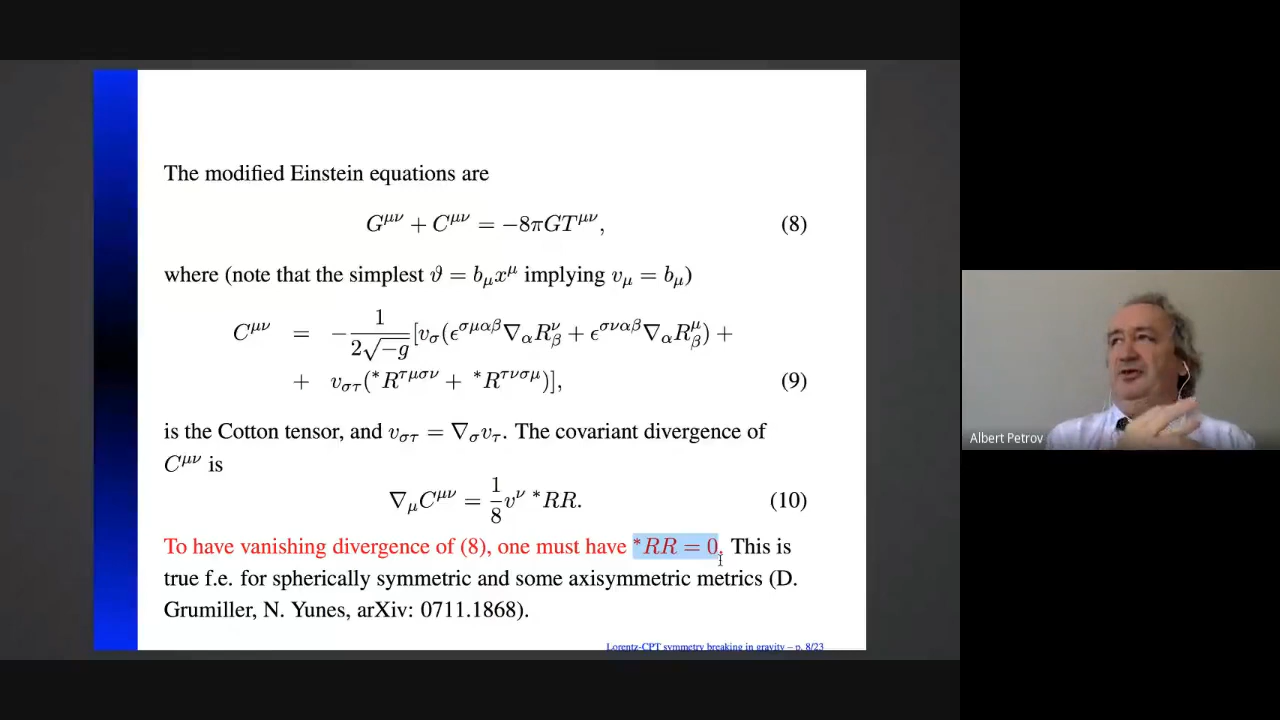 The modified Einstein equations are
G^{μν} + C^{μν} = −8πGT^{μν}, (8)
where (note that the simplest ϑ = b_μx^μ implying v_μ = b_μ)
C^{μν} = −\frac{1}{2√−g}[v_σ(ϵ^{σμαβ}∇_αR^ν_β + ϵ^{σναβ}∇_αR^μ_β) +
+ v_{στ}(*R^{τμσν} + *R^{τνσμ})], (9)
is the Cotton tensor, and v_{στ} = ∇_σv_τ. The covariant divergence of
C^{μν} is
∇_μC^{μν} = \frac{1}{8}v^ν *RR. (10)
To have vanishing divergence of (8), one must have *RR = 0. This is
true f.e. for spherically symmetric and some axisymmetric metrics (D.
Grumiller, N. Yunes, arXiv: 0711.1868).
Lorentz-CPT symmetry breaking in gravity – p. 8/23
Albert Petrov